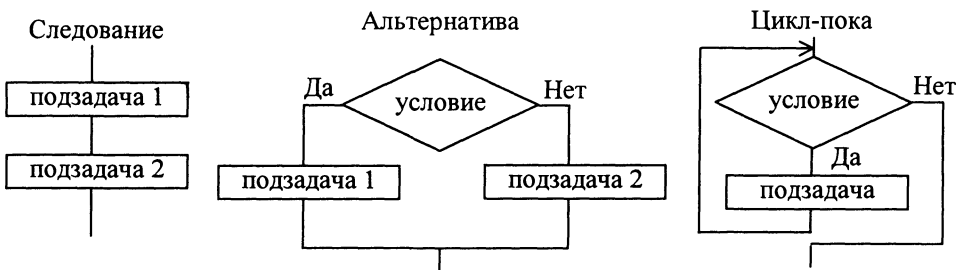 Следование
подзадача 1
подзадача 2
Альтернатива
Да
условие
Нет
подзадача 1
подзадача 2
Цикл-пока
условие
Нет
Да
подзадача